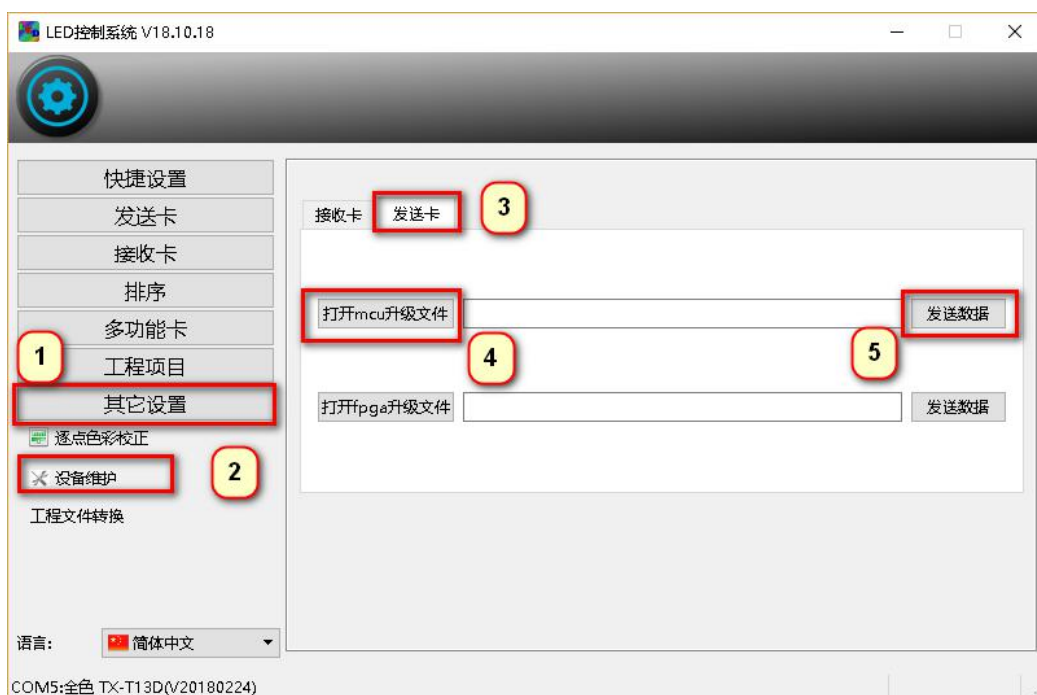 LED控制系统 V18.10.18
快捷设置
发送卡
接收卡
排序
多功能卡
1
工程项目
其它设置
逐点色彩校正
设备维护
2
工程文件转换
语言:
简体中文
接收卡
发送卡
3
打开mcu升级文件
发送数据
4
5
打开fpga升级文件
发送数据
COM5:全色 TX-T13D(V20180224)